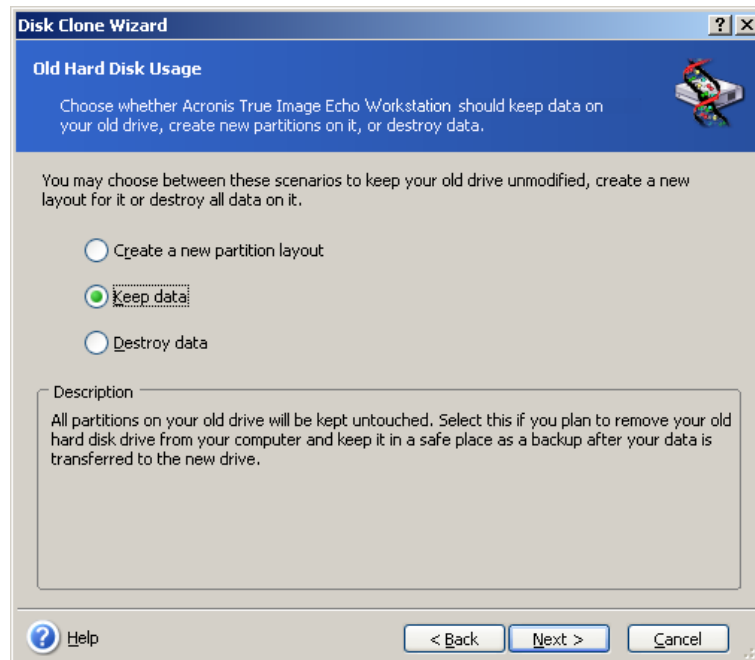 Disk Clone Wizard
Old Hard Disk Usage
Choose whether Acronis True Image Echo Workstation should keep data on
your old drive, create new partitions on it, or destroy data.
You may choose between these scenarios to keep your old drive unmodified, create a new
layout for it or destroy all data on it.
Create a new partition layout
Keep data
Destroy data
Description
All partitions on your old drive will be kept untouched. Select this if you plan to remove your old
hard disk drive from your computer and keep it in a safe place as a backup after your data is
transferred to the new drive.
Help
< Back
Next >
Cancel